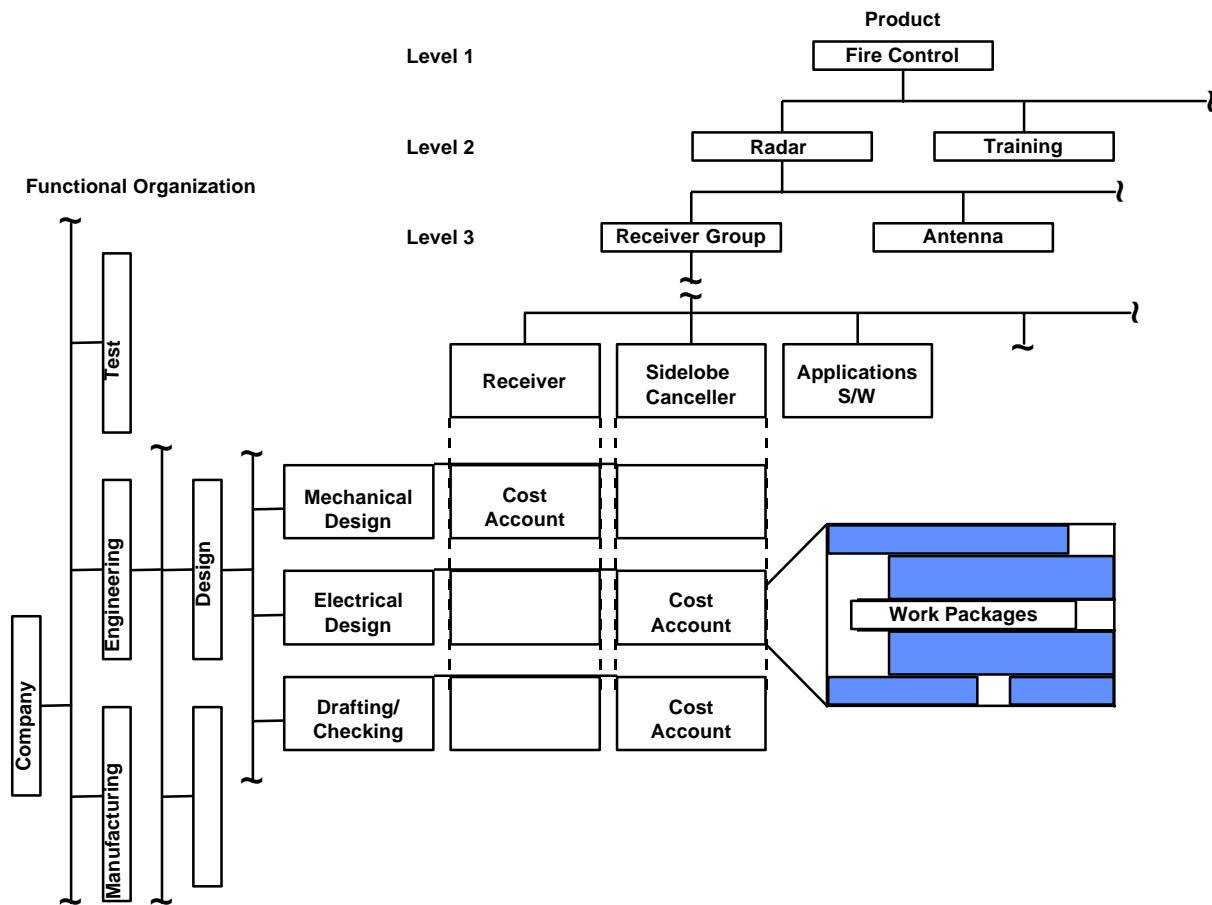 Product
Level 1
Fire Control
Level 2
Radar
Training
Functional Organization
Level 3
Receiver Group
Antenna
Test
Receiver
Sidelobe
Canceller
Applications
S/W
Engineering
Design
Mechanical
Design
Cost
Account
Electrical
Design
Cost
Account
Work Packages
Company
Manufacturing
Drafting/
Checking
Cost
Account